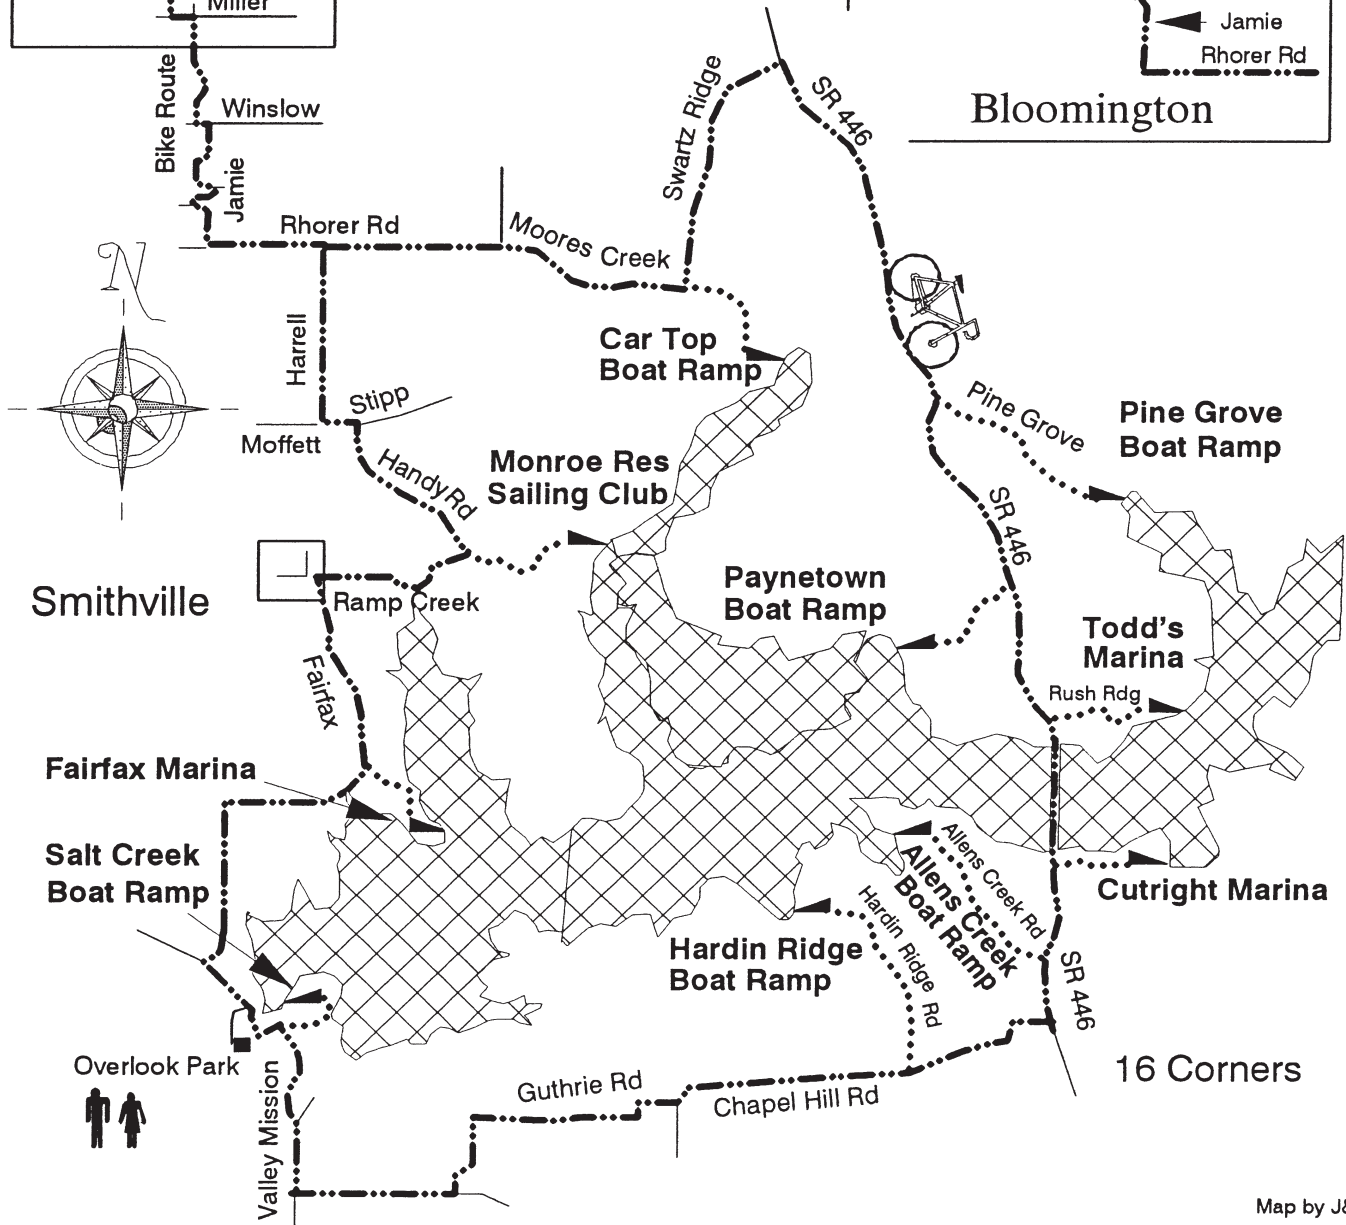 Miller
Jamie
Rhorer Rd
Bloomington
Bike Route
Winslow
Jamie
Swartz Ridge
SR 446
Rhorer Rd
Moores Creek
N
Harrell
Car Top
Boat Ramp
Stipp
Moffett
Pine Grove
Pine Grove
Boat Ramp
Handy Rd
Monroe Res
Sailing Club
SR 446
Smithville
Ramp Creek
Paynetown
Boat Ramp
Todd's
Marina
Rush Rdg
Fairfax
Fairfax Marina
Salt Creek
Boat Ramp
Allens Creek Rd
Allens Creek
Boat Ramp
Cutright Marina
Hardin Ridge
Boat Ramp
Hardin Ridge Rd
SR 446
Overlook Park
16 Corners
Valley Mission
Guthrie Rd
Chapel Hill Rd
Map by J&